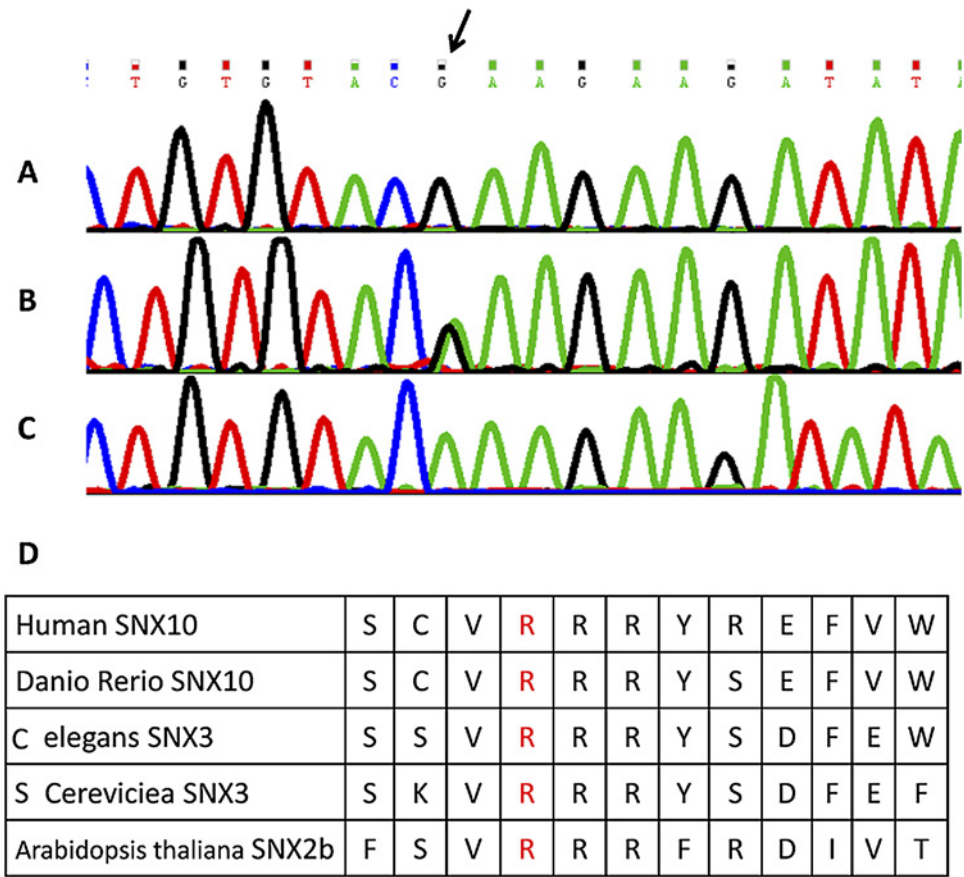 T G T G T A C G A A G A A G A T A T A
A
B
C
D
Human SNX10 S C V R R R Y R E F V W
Danio Rerio SNX10 S C V R R R Y S E F V W
C elegans SNX3 S S V R R R Y S D F E W
S Cereviciea SNX3 S K V R R R Y S D F E F
Arabidopsis thaliana SNX2b F S V R R R F R D I V T